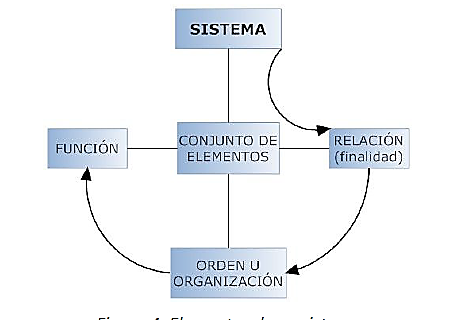 SISTEMA
FUNCIÓN
CONJUNTO DE
ELEMENTOS
RELACIÓN
(finalidad)
ORDEN U
ORGANIZACIÓN